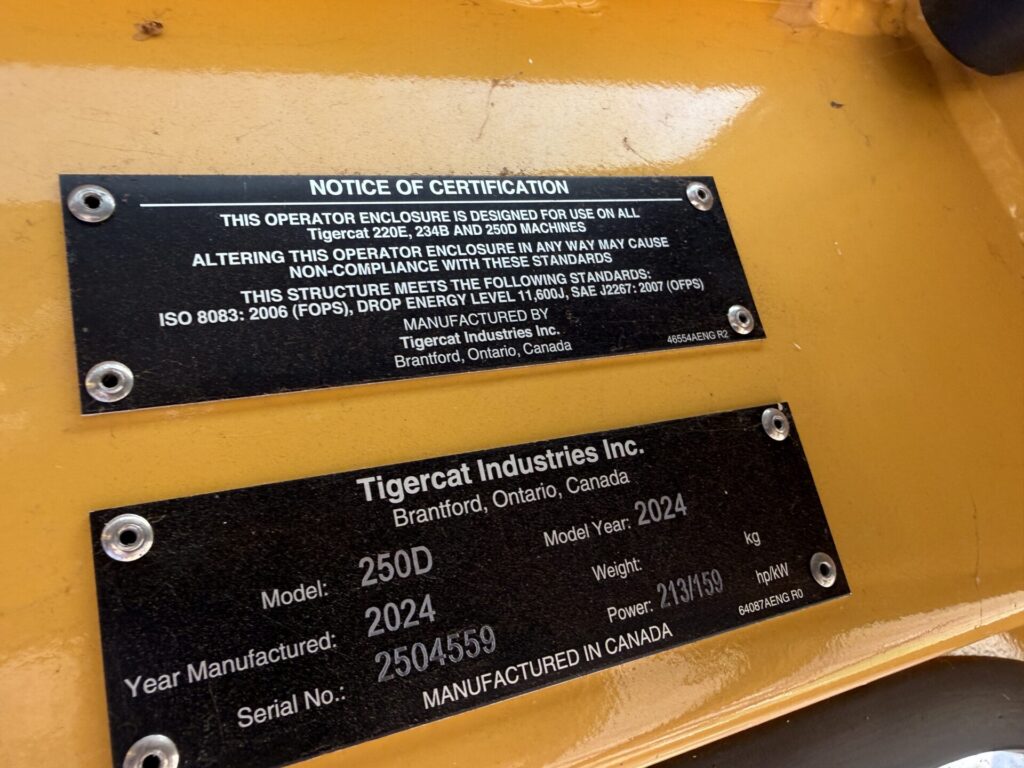 NOTICE OF CERTIFICATION
THIS OPERATOR ENCLOSURE IS DESIGNED FOR USE ON ALL
Tigercat 220E, 234B AND 250D MACHINES
ALTERING THIS OPERATOR ENCLOSURE IN ANY WAY MAY CAUSE
NON-COMPLIANCE WITH THESE STANDARDS
THIS STRUCTURE MEETS THE FOLLOWING STANDARDS:
ISO 8083: 2006 (FOPS), DROP ENERGY LEVEL 11,600J, SAE J2267: 2007 (OFPS)
MANUFACTURED BY
Tigercat Industries Inc.
Brantford, Ontario, Canada
46554AENG R2
Tigercat Industries Inc.
Brantford, Ontario, Canada
Model: 250D Model Year: 2024
Year Manufactured: 2024 Weight: kg
Serial No.: 2504559 Power: 213/159 hp/kW
MANUFACTURED IN CANADA
64087AENG R0